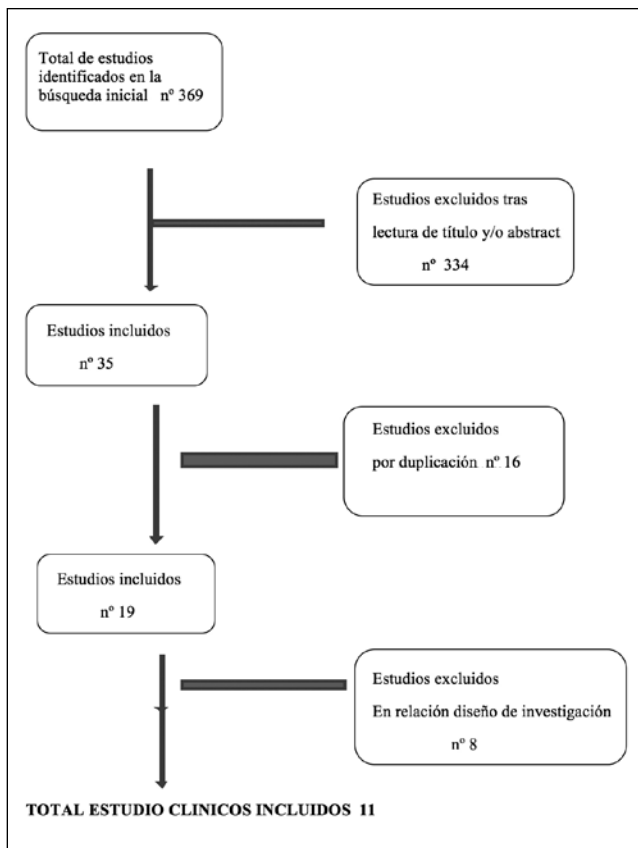 Total de estudios
identificados en la
búsqueda inicial nº 369
Estudios excluidos tras
lectura de título y/o abstract
nº 334
Estudios incluidos
nº 35
Estudios excluidos
por duplicación nº 16
Estudios incluidos
nº 19
Estudios excluidos
En relación diseño de investigación
nº 8
TOTAL ESTUDIO CLINICOS INCLUIDOS 11